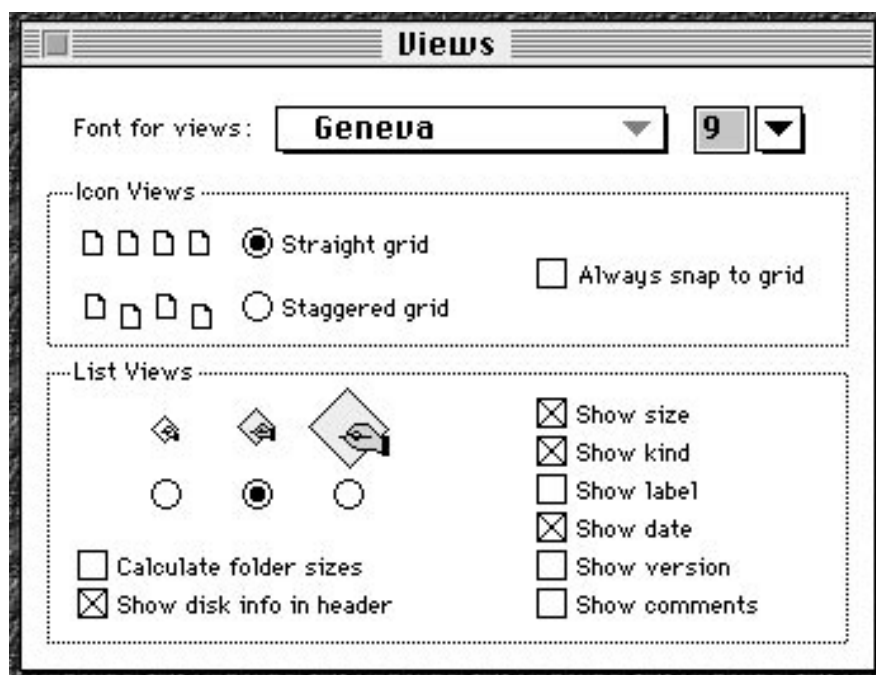 Views
Font for views: Geneva 9
Icon Views
Straight grid
Always snap to grid
Staggered grid
List Views
Show size
Show kind
Show label
Show date
Calculate folder sizes
Show version
Show disk info in header
Show comments